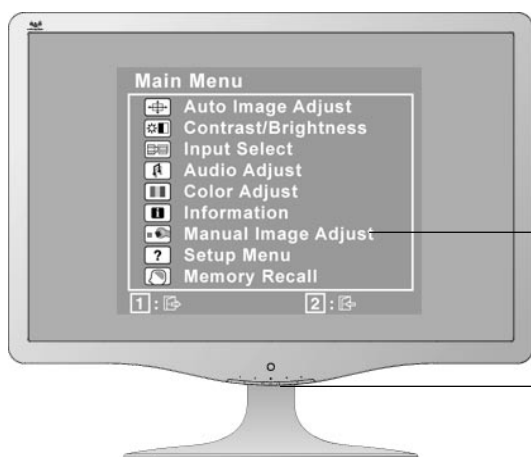 Main Menu
Auto Image Adjust
Contrast/Brightness
Input Select
Audio Adjust
Color Adjust
Information
Manual Image Adjust
? Setup Menu
Memory Recall
1 : 2 :